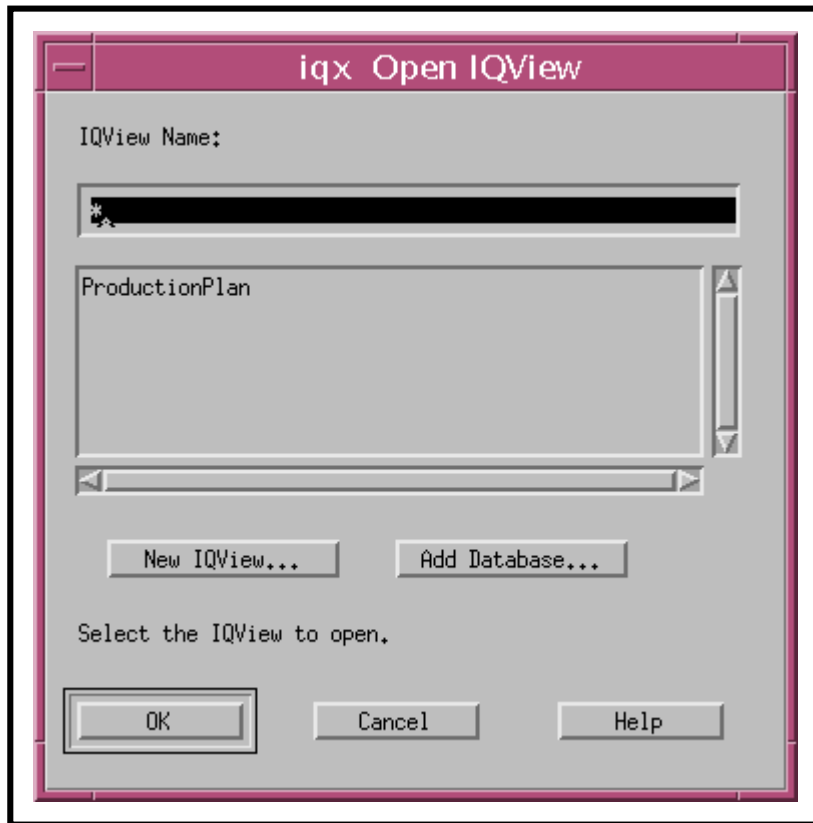 iqx Open IQView
IQView Name:
*
ProductionPlan
New IQView... Add Database...
Select the IQView to open.
OK Cancel Help